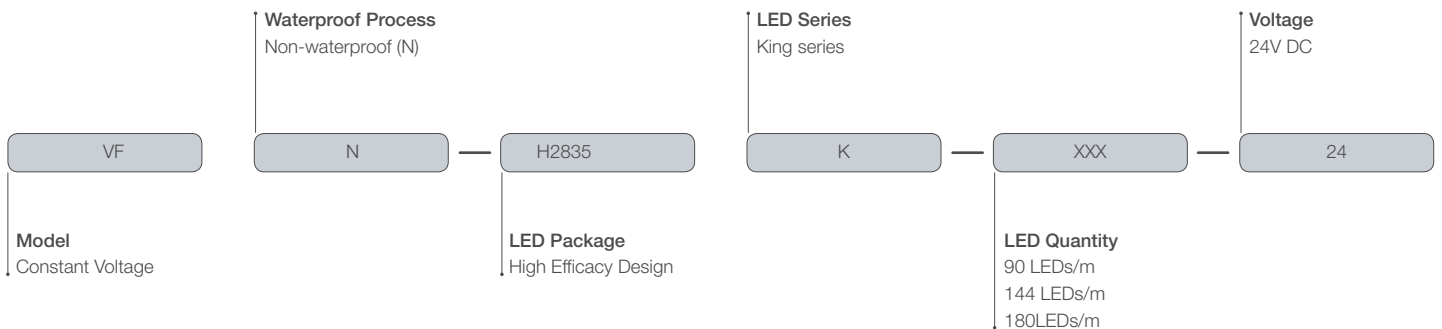 Waterproof Process
Non-waterproof (N)
LED Series
King series
Voltage
24V DC
VF N — H2835 K — XXX — 24
Model
Constant Voltage
LED Package
High Efficacy Design
LED Quantity
90 LEDs/m
144 LEDs/m
180LEDs/m